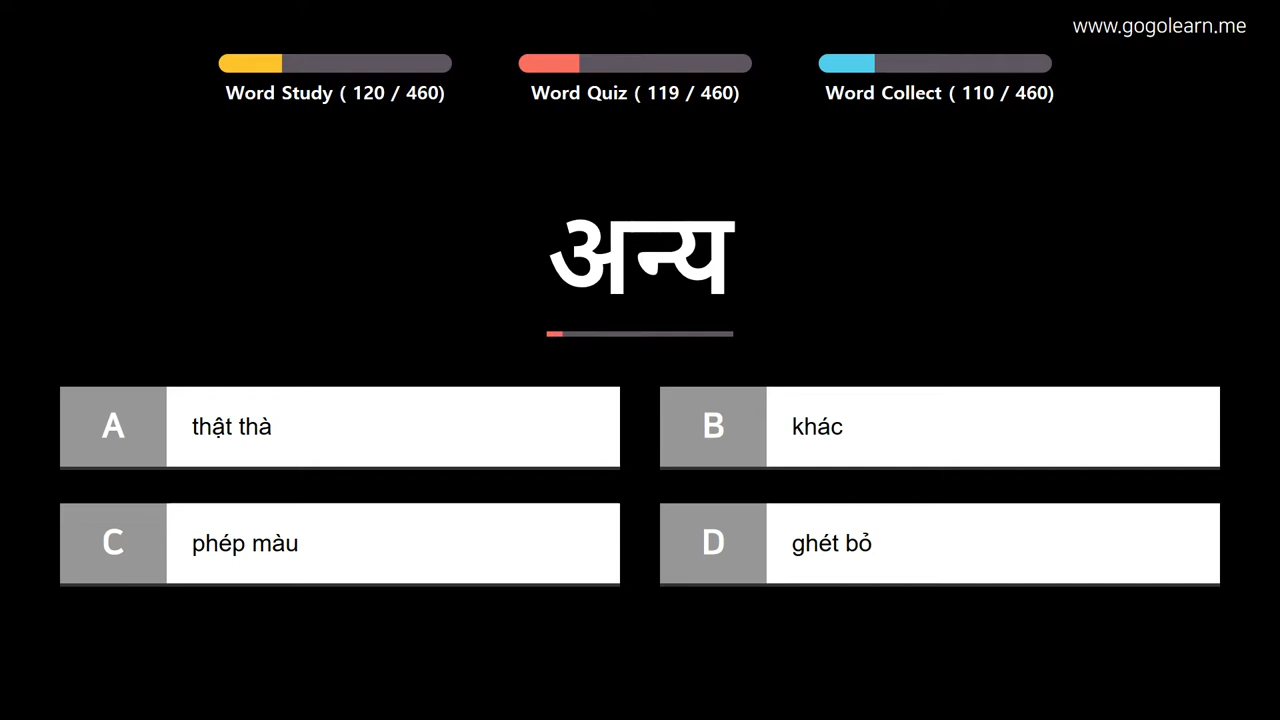 www.gogolearn.me
Word Study ( 120 / 460)
Word Quiz ( 119 / 460)
Word Collect ( 110 / 460)
अन्य
A thật thà
B khác
C phép màu
D ghét bỏ